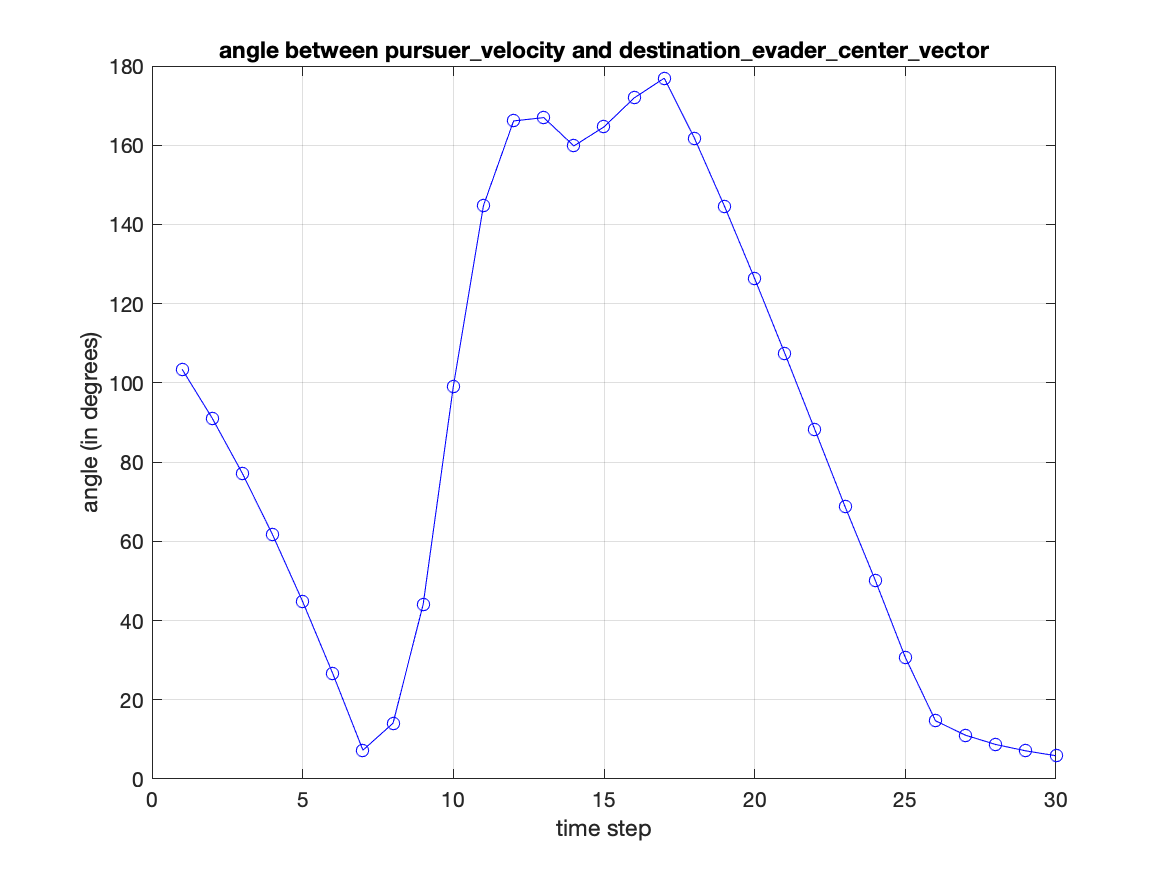 angle between pursuer_velocity and destination_evader_center_vector
180
160
140
120
100
80
60
40
20
0
angle (in degrees)
0 5 10 15 20 25 30
time step